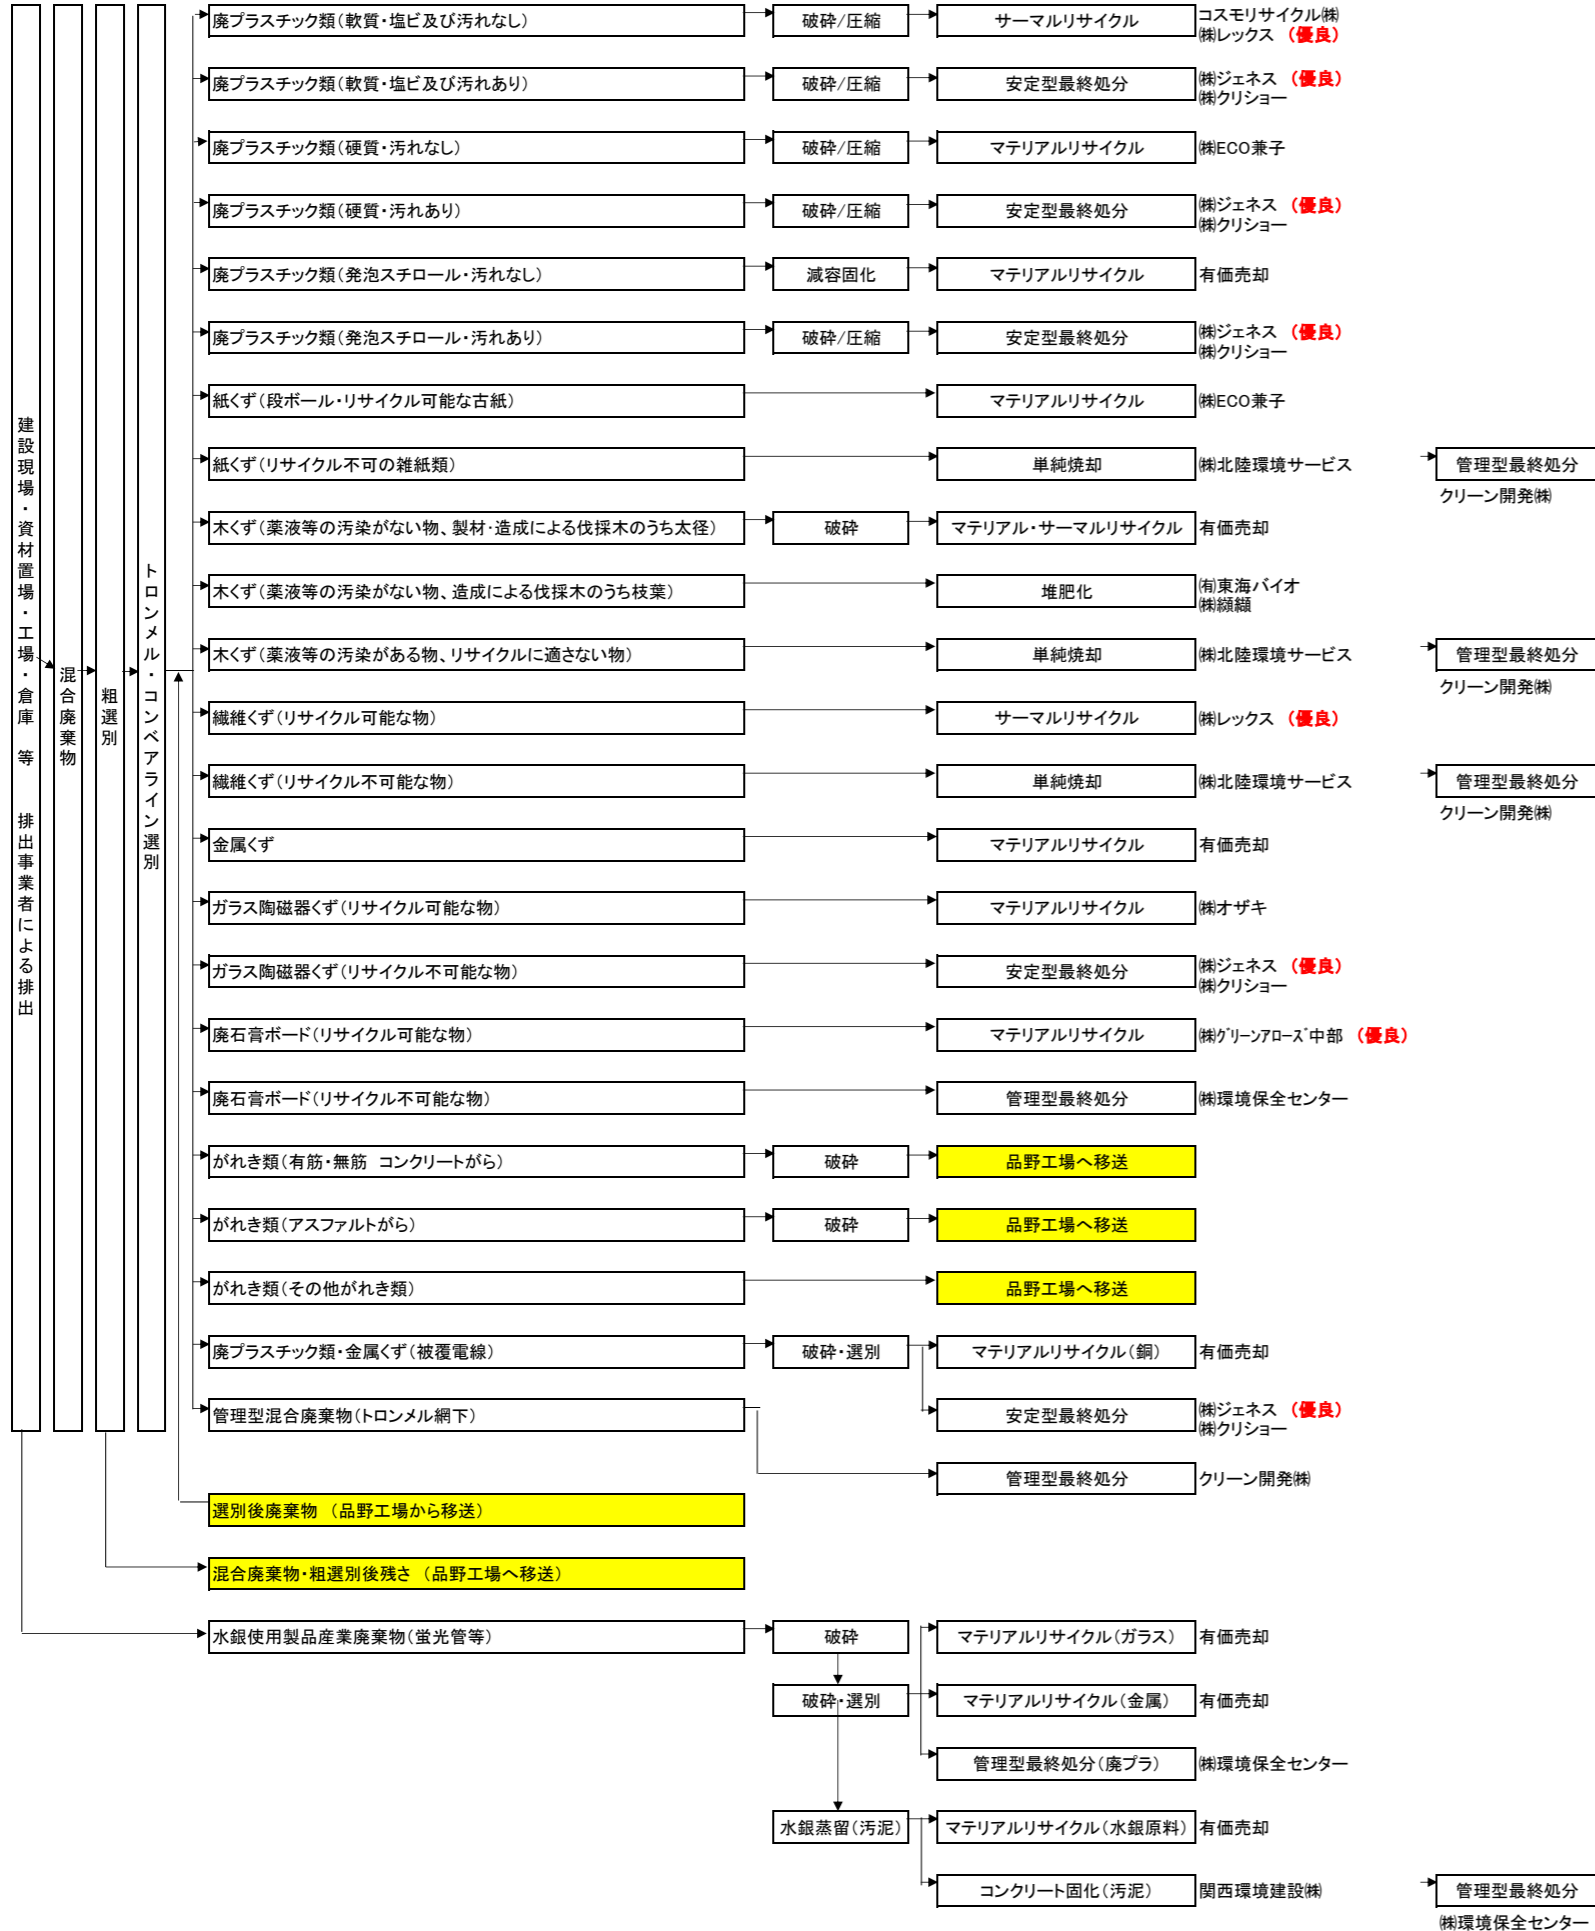 建設現場・資材置場・工場・倉庫　等　　排出事業者による排出
混合廃棄物
粗選別
トロンメル・コンベアライン選別
廃プラスチック類（軟質・塩ビ及び汚れなし）
破砕/圧縮
サーマルリサイクル
コスモリサイクル㈱
㈱レックス （優良）
廃プラスチック類（軟質・塩ビ及び汚れあり）
破砕/圧縮
安定型最終処分
㈱ジェネス （優良）
㈱クリショー
廃プラスチック類（硬質・汚れなし）
破砕/圧縮
マテリアルリサイクル
㈱ECO兼子
廃プラスチック類（硬質・汚れあり）
破砕/圧縮
安定型最終処分
㈱ジェネス （優良）
㈱クリショー
廃プラスチック類（発泡スチロール・汚れなし）
減容固化
マテリアルリサイクル
有価売却
廃プラスチック類（発泡スチロール・汚れあり）
破砕/圧縮
安定型最終処分
㈱ジェネス （優良）
㈱クリショー
紙くず（段ボール・リサイクル可能な古紙）
マテリアルリサイクル
㈱ECO兼子
紙くず（リサイクル不可の雑紙類）
単純焼却
㈱北陸環境サービス
管理型最終処分
クリーン開発㈱
木くず（薬液等の汚染がない物、製材・造成による伐採木のうち太径）
破砕
マテリアル・サーマルリサイクル
有価売却
木くず（薬液等の汚染がない物、造成による伐採木のうち枝葉）
堆肥化
㈲東海バイオ
㈱纐纈
木くず（薬液等の汚染がある物、リサイクルに適さない物）
単純焼却
㈱北陸環境サービス
管理型最終処分
クリーン開発㈱
繊維くず（リサイクル可能な物）
サーマルリサイクル
㈱レックス （優良）
繊維くず（リサイクル不可能な物）
単純焼却
㈱北陸環境サービス
管理型最終処分
クリーン開発㈱
金属くず
マテリアルリサイクル
有価売却
ガラス陶磁器くず（リサイクル可能な物）
マテリアルリサイクル
㈱オザキ
ガラス陶磁器くず（リサイクル不可能な物）
安定型最終処分
㈱ジェネス （優良）
㈱クリショー
廃石膏ボード（リサイクル可能な物）
マテリアルリサイクル
㈱ｸﾞﾘｰﾝｱﾛｰｽﾞ中部 （優良）
廃石膏ボード（リサイクル不可能な物）
管理型最終処分
㈱環境保全センター
がれき類（有筋・無筋　コンクリートがら）
破砕
品野工場へ移送
がれき類（アスファルトがら）
破砕
品野工場へ移送
がれき類（その他がれき類）
品野工場へ移送
廃プラスチック類・金属くず（被覆電線）
破砕・選別
マテリアルリサイクル（銅）
有価売却
管理型混合廃棄物（トロンメル網下）
安定型最終処分
㈱ジェネス （優良）
㈱クリショー
管理型最終処分
クリーン開発㈱
選別後廃棄物　（品野工場から移送）
混合廃棄物・粗選別後残さ　（品野工場へ移送）
水銀使用製品産業廃棄物（蛍光管等）
破砕
マテリアルリサイクル（ガラス）
有価売却
破砕・選別
マテリアルリサイクル（金属）
有価売却
管理型最終処分（廃プラ）
㈱環境保全センター
水銀蒸留（汚泥）
マテリアルリサイクル（水銀原料）
有価売却
コンクリート固化（汚泥）
関西環境建設㈱
管理型最終処分
㈱環境保全センター